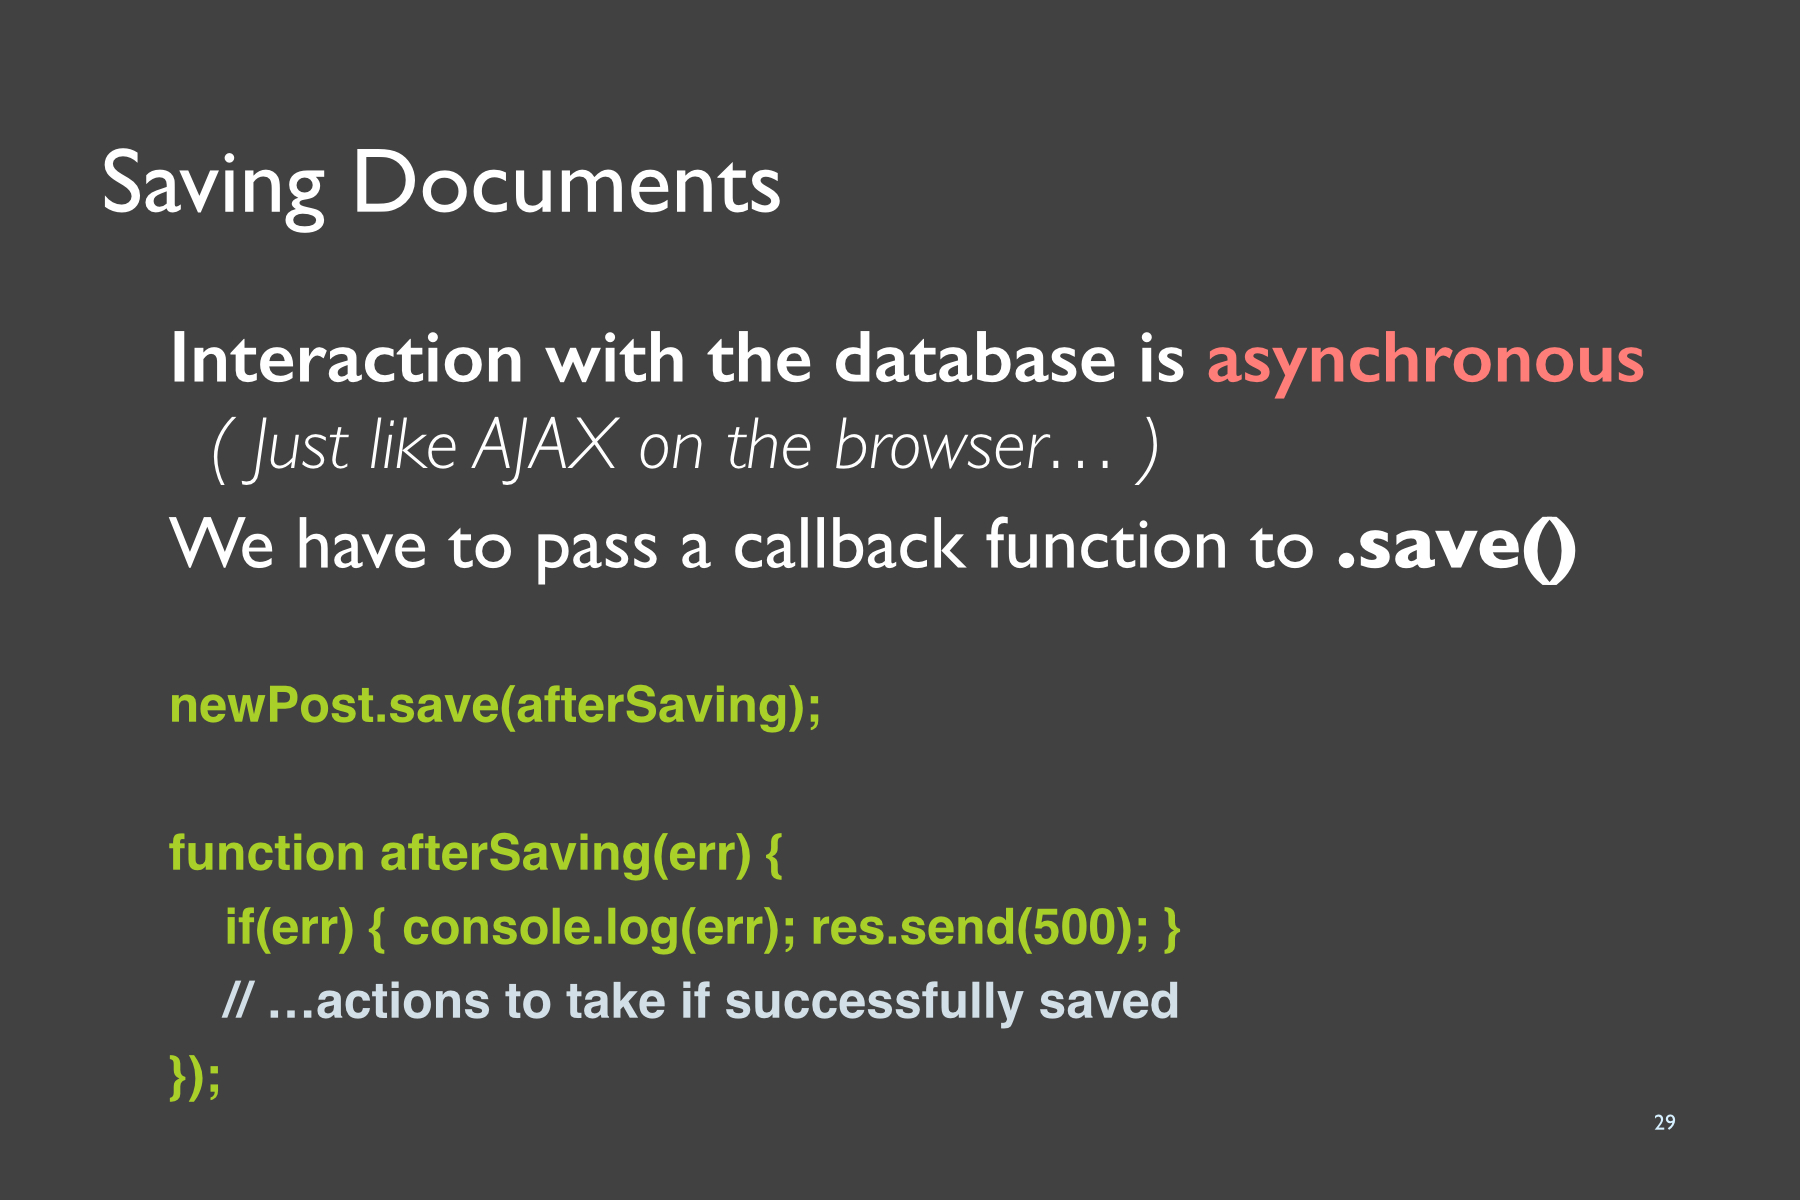 Saving Documents
Interaction with the database is asynchronous
( Just like AJAX on the browser… )
We have to pass a callback function to .save()
newPost.save(afterSaving);
function afterSaving(err) {
if(err) { console.log(err); res.send(500); }
// …actions to take if successfully saved
});
29